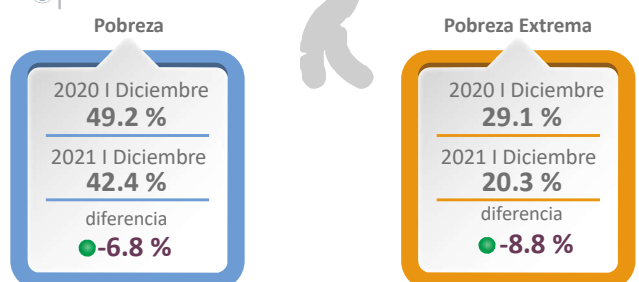 Pobreza
2020 I Diciembre
49.2 %
2021 I Diciembre
42.4 %
diferencia
-6.8 %
Pobreza Extrema
2020 I Diciembre
29.1 %
2021 I Diciembre
20.3 %
diferencia
-8.8 %